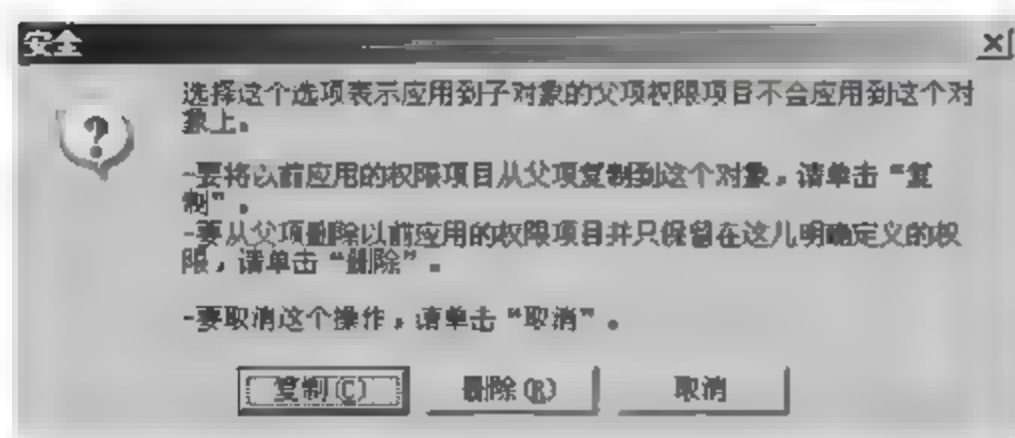 安全
选择这个选项表示应用到子对象的父项权限项目不会应用到这个对
象上。
-要将以前应用的权限项目从父项复制到这个对象，请单击“复
制”。
-要从父项删除以前应用的权限项目并只保留在这儿明确定义的权
限，请单击“删除”。
-要取消这个操作，请单击“取消”。
复制(C) 删除(R) 取消